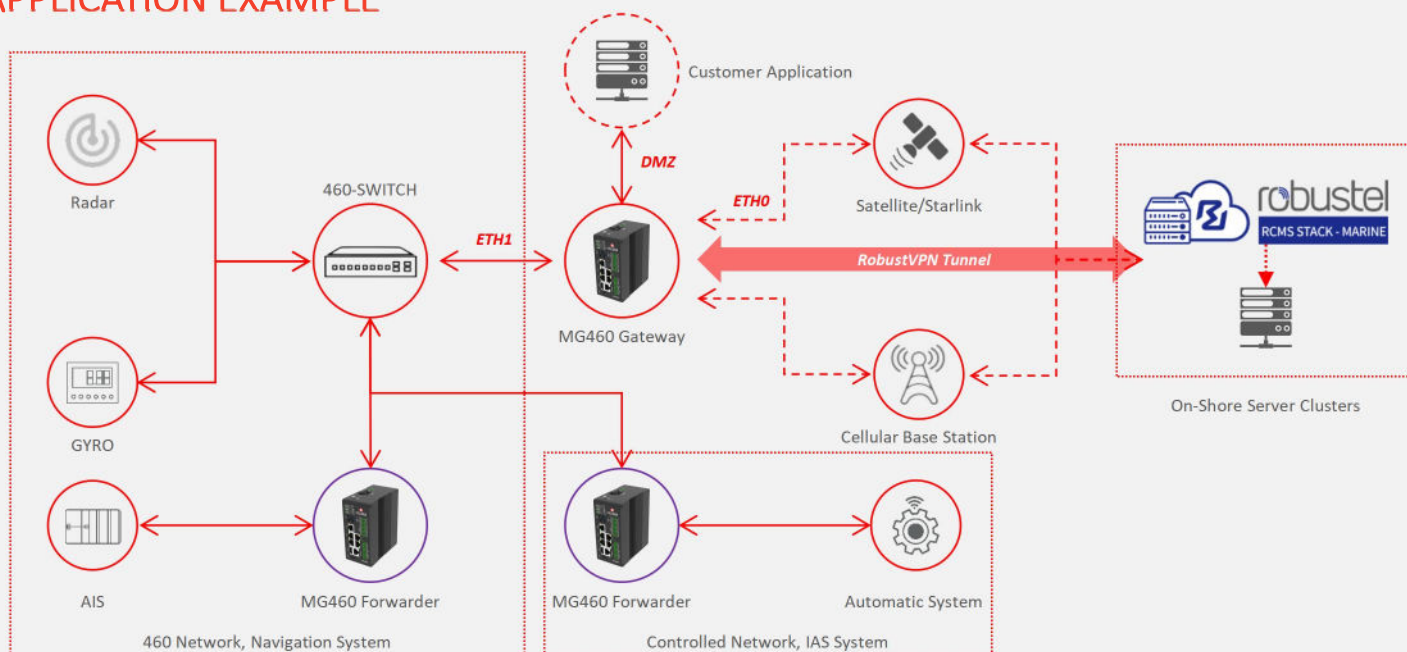 APPLICATION EXAMPLE
Customer Application
Radar
460-SWITCH
DMZ
ETH0
Satellite/Starlink
robustel
RCMS STACK - MARINE
ETH1
RobustVPN Tunnel
MG460 Gateway
On-Shore Server Clusters
GYRO
Cellular Base Station
AIS
MG460 Forwarder
MG460 Forwarder
Automatic System
460 Network, Navigation System
Controlled Network, IAS System